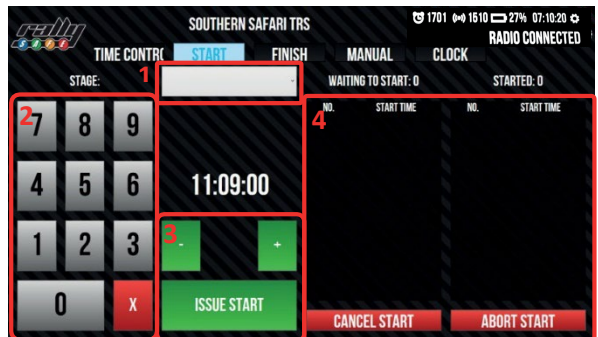 rally
SAFE
SOUTHERN SAFARI TRS
1701 1510 27% 07:10:20
RADIO CONNECTED
TIME CONTRO START FINISH MANUAL CLOCK
STAGE: 1 WAITING TO START: 0 STARTED: 0
2 4 NO. START TIME NO. START TIME
7 8 9
4 5 6
11:09:00
1 2 3
3
- +
0 X
ISSUE START
CANCEL START ABORT START